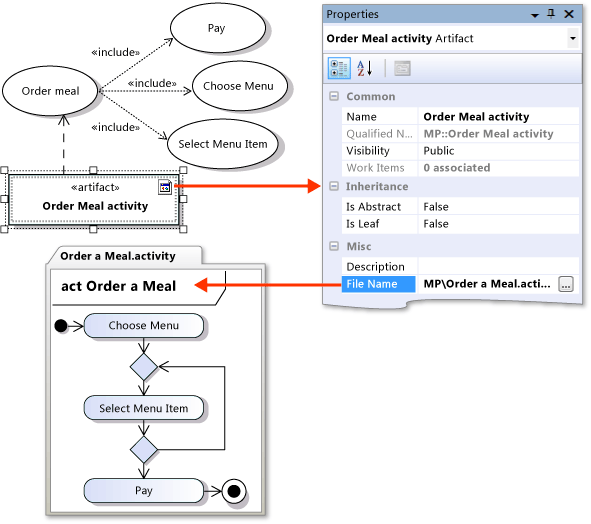 Pay
«include»
Order meal
«include»
Choose Menu
«include»
Select Menu Item
«artifact»
Order Meal activity
Properties
Order Meal activity Artifact
A
Z
Common
Name Order Meal activity
Qualified N... MP::Order Meal activity
Visibility Public
Work Items 0 associated
Inheritance
Is Abstract False
Is Leaf False
Misc
Description
File Name MP\Order a Meal.acti... ...
Order a Meal.activity
act Order a Meal
Choose Menu
Select Menu Item
Pay